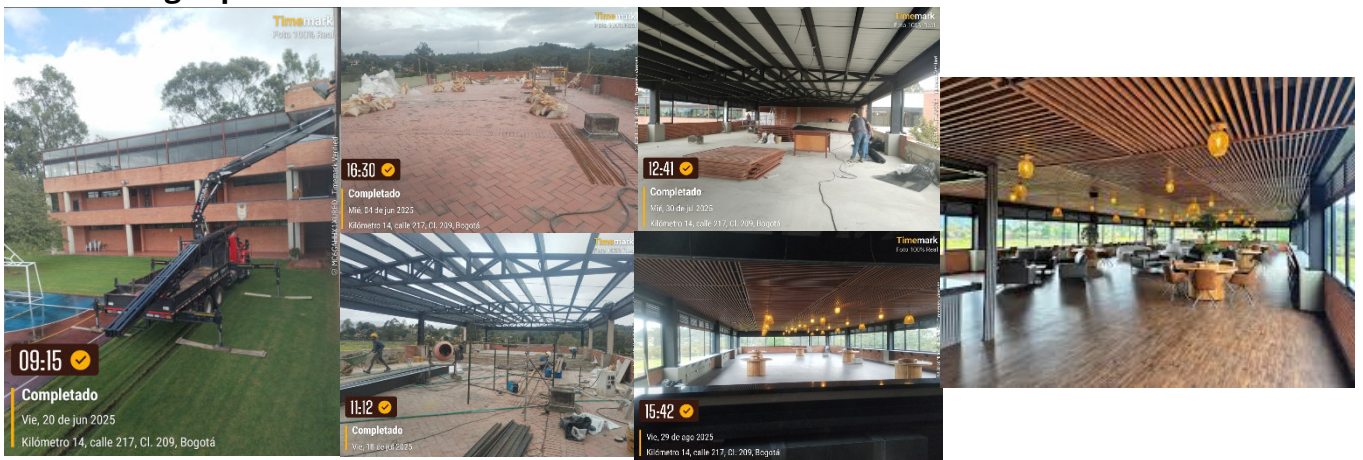 Timemark
Foto 100% Real
09:15
Completado
Vie, 20 de jun 2025
Kilómetro 14, calle 217, Cl. 209, Bogotá
Timemark
16:30
Completado
Mié, 04 de jun 2025
Kilómetro 14, calle 217, Cl. 209, Bogotá
Timemark
12:41
Completado
Mié, 30 de jul 2025
Kilómetro 14, calle 217, Cl. 209, Bogotá
Timemark
11:12
Completado
Vie, 18 de jul 2025
Timemark
Foto 100% Real
15:42
Vie, 29 de ago 2025
Kilómetro 14, calle 217, Cl. 209, Bogotá